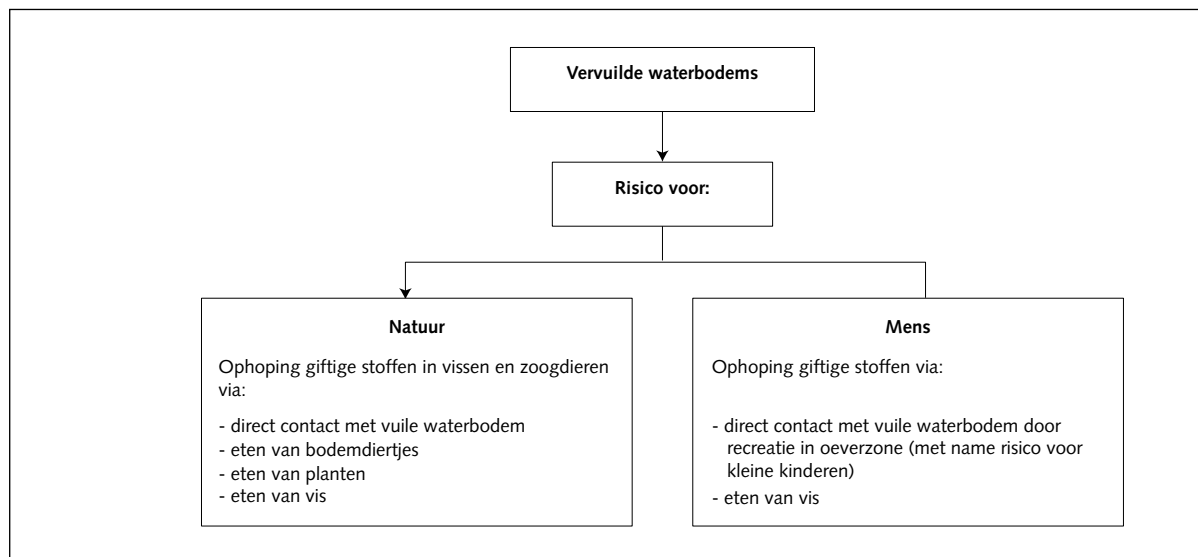 Vervuilde waterbodems
Risico voor:
Natuur
Ophoping giftige stoffen in vissen en zoogdieren
via:
- direct contact met vuile waterbodem
- eten van bodemdiertjes
- eten van planten
- eten van vis
Mens
Ophoping giftige stoffen via:
- direct contact met vuile waterbodem door
recreatie in oeverzone (met name risico voor
kleine kinderen)
- eten van vis